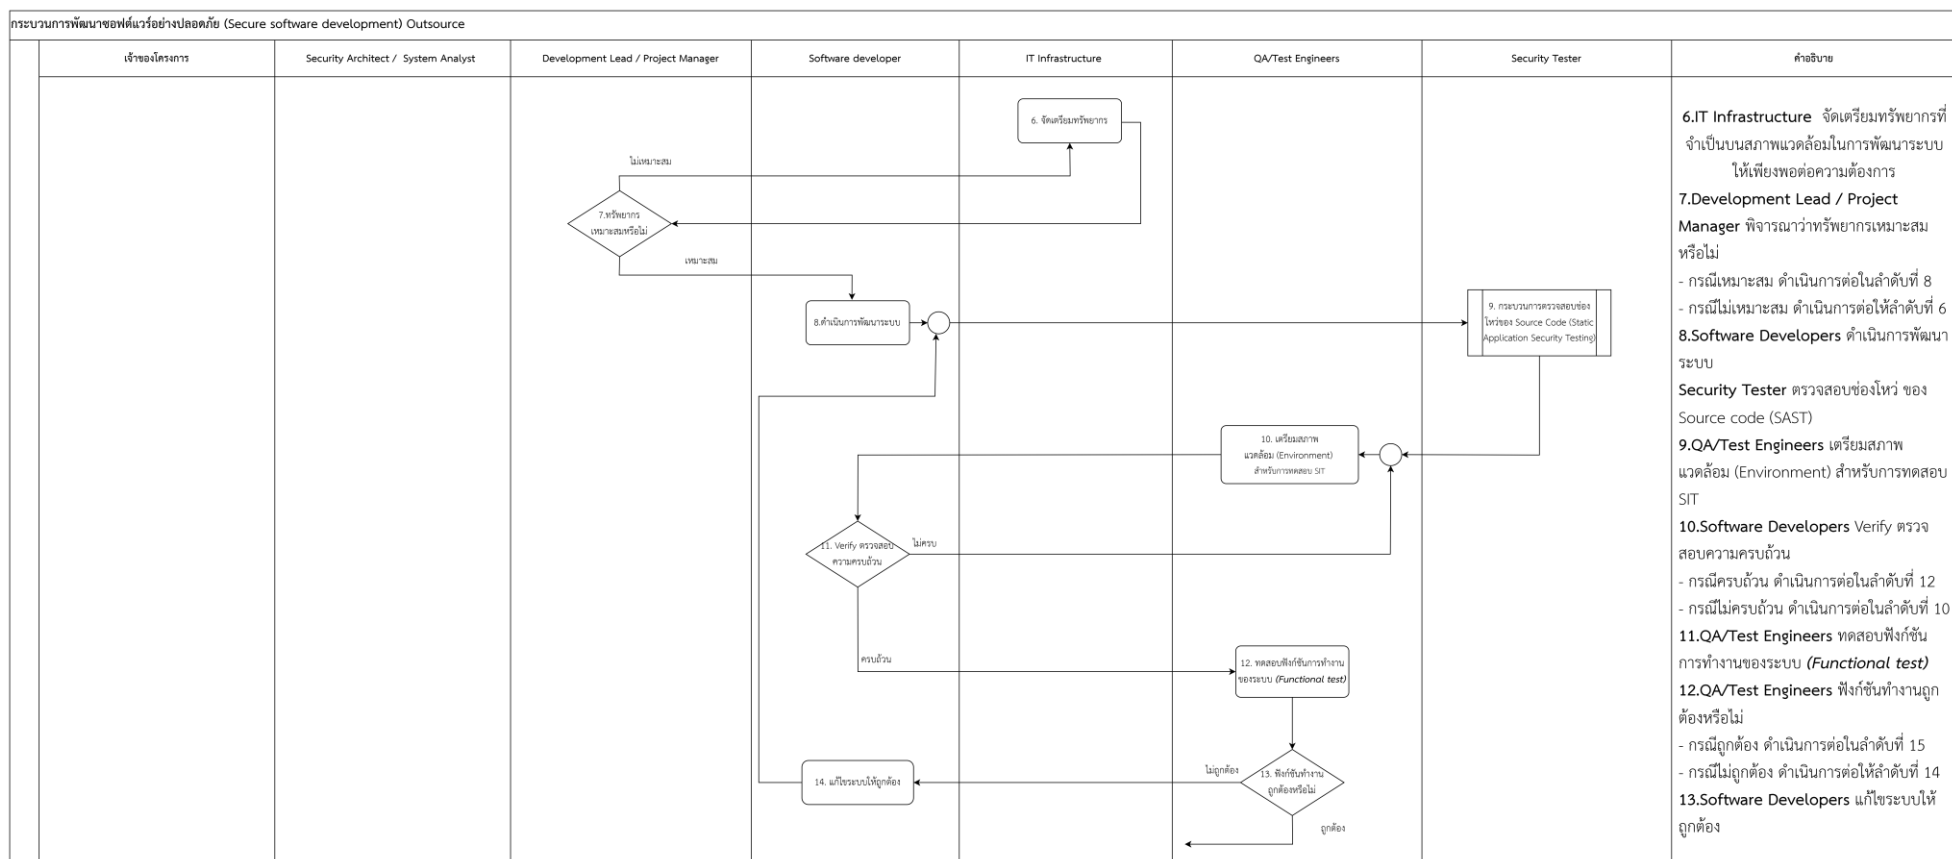 กระบวนการพัฒนาซอฟต์แวร์อย่างปลอดภัย (Secure software development) Outsource
เจ้าของโครงการ
Security Architect / System Analyst
Development Lead / Project Manager
Software developer
IT Infrastructure
QA/Test Engineers
Security Tester
คำอธิบาย
6. จัดเตรียมทรัพยากร
ไม่เหมาะสม
7.ทรัพยากร
เหมาะสมหรือไม่
เหมาะสม
8.ดำเนินการพัฒนาระบบ
9. กระบวนการตรวจสอบช่อง
โหว่ของ Source Code (Static
Application Security Testing)
10. เตรียมสภาพ
แวดล้อม (Environment)
สำหรับการทดสอบ SIT
11. Verify ตรวจสอบ
ความครบถ้วน
ไม่ครบ
ครบถ้วน
12. ทดสอบฟังก์ชันการทำงาน
ของระบบ (Functional test)
13. ฟังก์ชันทำงาน
ถูกต้องหรือไม่
ไม่ถูกต้อง
14. แก้ไขระบบให้ถูกต้อง
ถูกต้อง
6.IT Infrastructure จัดเตรียมทรัพยากรที่
จำเป็นบนสภาพแวดล้อมในการพัฒนาระบบ
ให้เพียงพอต่อความต้องการ
7.Development Lead / Project
Manager พิจารณาว่าทรัพยากรเหมาะสม
หรือไม่
- กรณีเหมาะสม ดำเนินการต่อในลำดับที่ 8
- กรณีไม่เหมาะสม ดำเนินการต่อให้ลำดับที่ 6
8.Software Developers ดำเนินการพัฒนา
ระบบ
Security Tester ตรวจสอบช่องโหว่ ของ
Source code (SAST)
9.QA/Test Engineers เตรียมสภาพ
แวดล้อม (Environment) สำหรับการทดสอบ
SIT
10.Software Developers Verify ตรวจ
สอบความครบถ้วน
- กรณีครบถ้วน ดำเนินการต่อในลำดับที่ 12
- กรณีไม่ครบถ้วน ดำเนินการต่อในลำดับที่ 10
11.QA/Test Engineers ทดสอบฟังก์ชัน
การทำงานของระบบ (Functional test)
12.QA/Test Engineers ฟังก์ชันทำงานถูก
ต้องหรือไม่
- กรณีถูกต้อง ดำเนินการต่อในลำดับที่ 15
- กรณีไม่ถูกต้อง ดำเนินการต่อให้ลำดับที่ 14
13.Software Developers แก้ไขระบบให้
ถูกต้อง